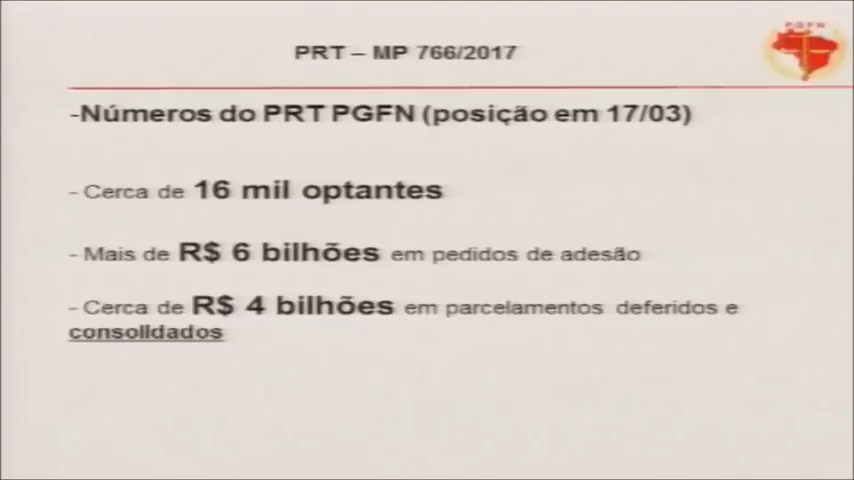 PGFN
PRT – MP 766/2017
-Números do PRT PGFN (posição em 17/03)
- Cerca de 16 mil optantes
- Mais de R$ 6 bilhões em pedidos de adesão
- Cerca de R$ 4 bilhões em parcelamentos deferidos e
consolidados